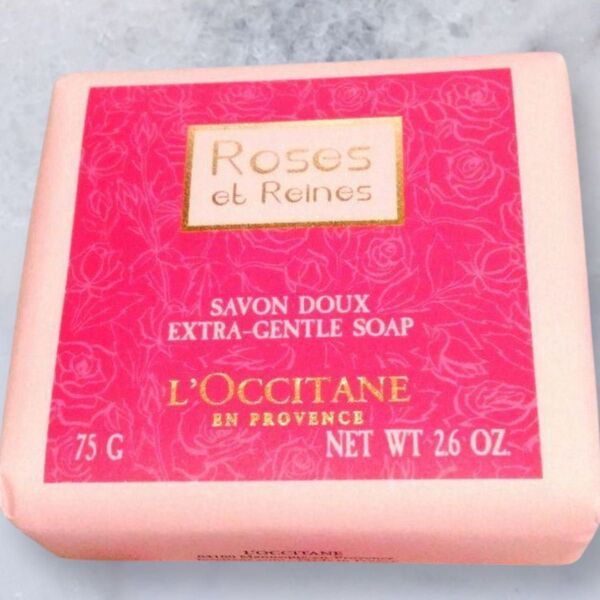 Roses
et Reines
SAVON DOUX
EXTRA-GENTLE SOAP
L'OCCITANE
EN PROVENCE
75 G
NET WT 2.6 OZ.
L'OCCITANE